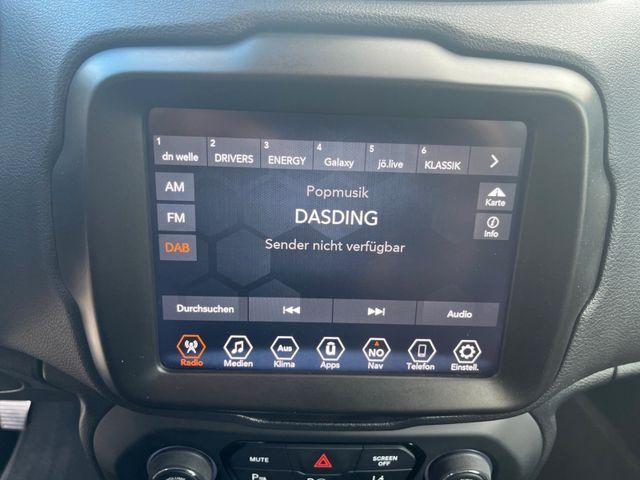 1 2 3 4 5 6
dn welle DRIVERS ENERGY Galaxy jö.live KLASSIK
AM
Popmusik
Karte
FM
DASDING
Info
DAB
Sender nicht verfügbar
Durchsuchen
Audio
Aus
NO
Radio Medien Klima Apps Nav Telefon Einstell.
MUTE
SCREEN
OFF